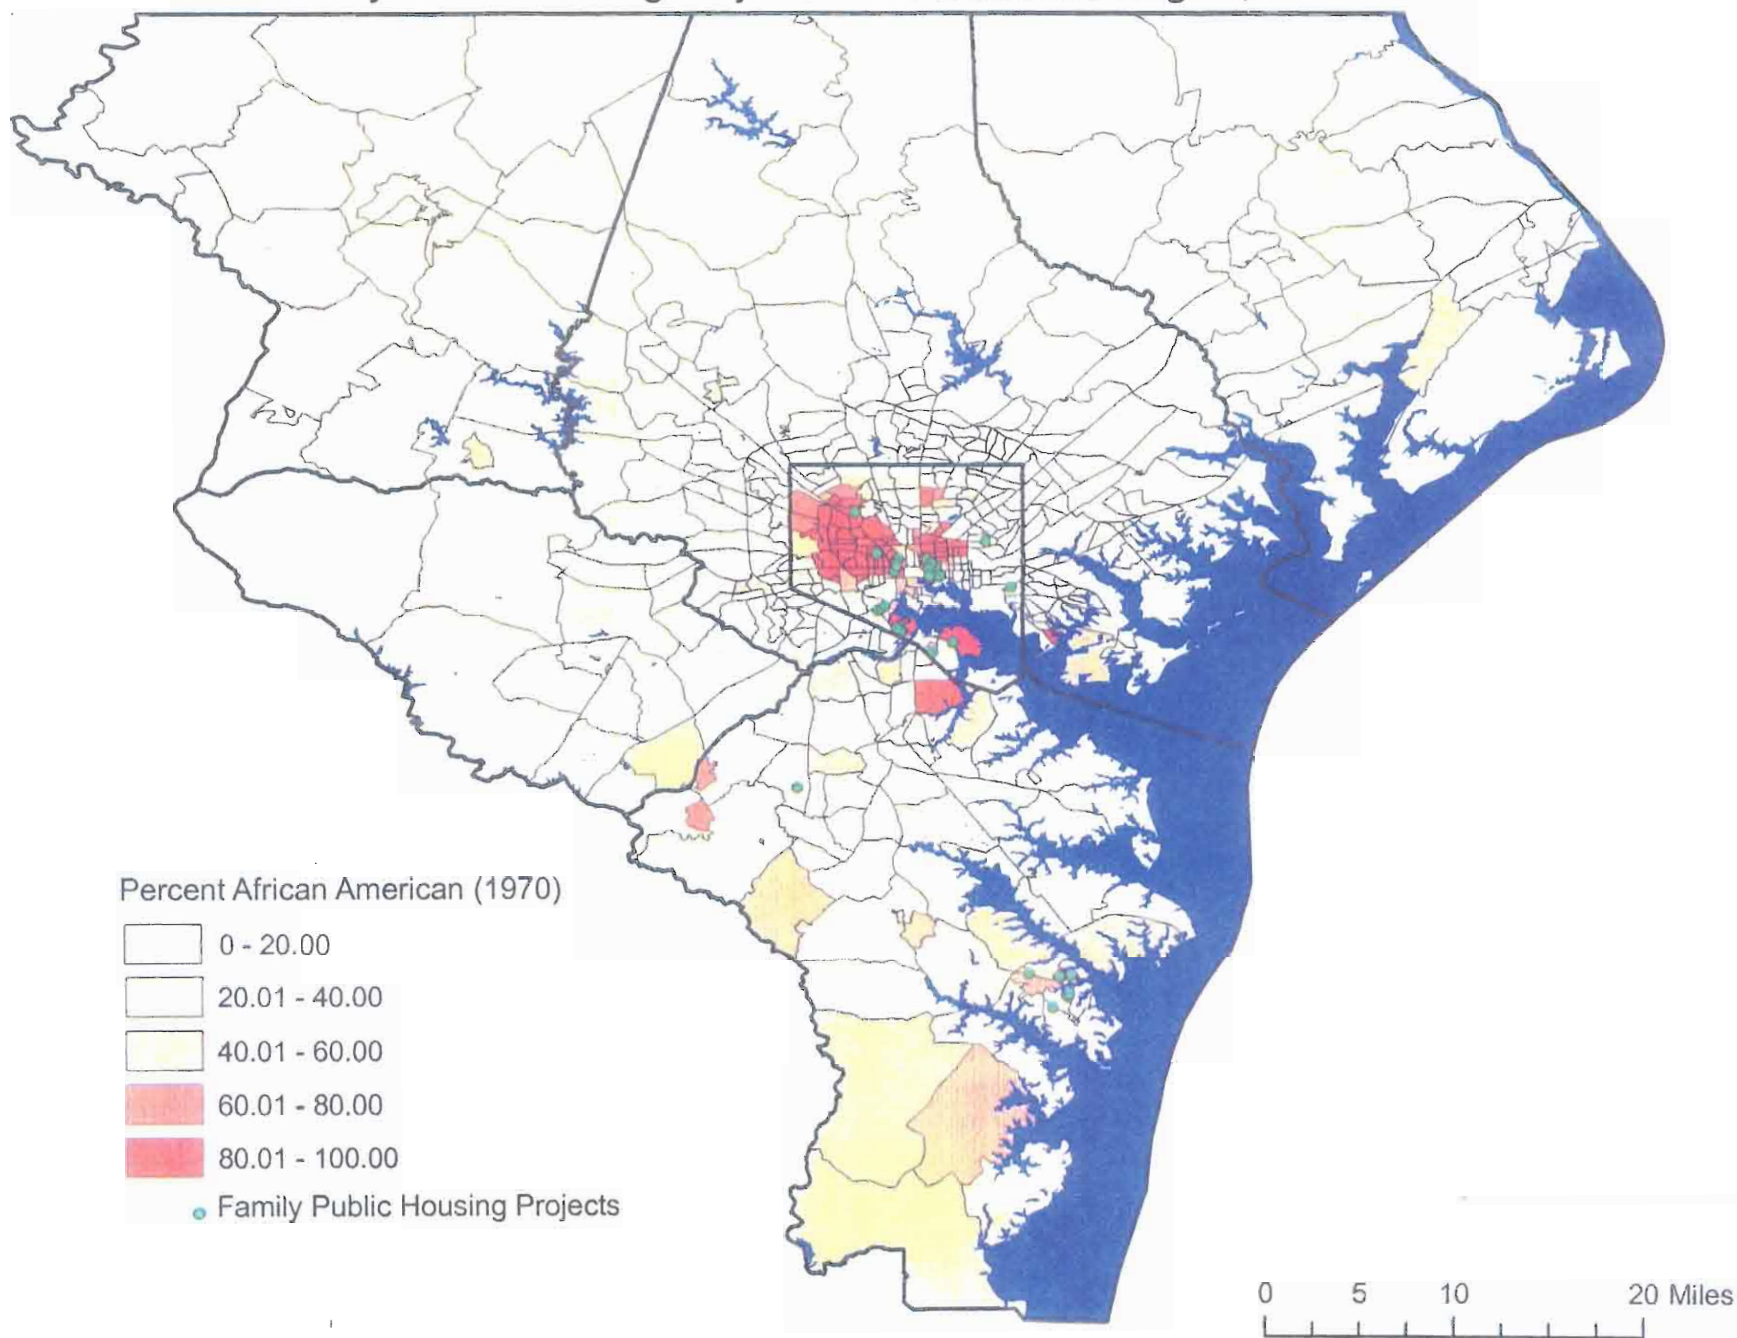 Percent African American (1970)
0 - 20.00
20.01 - 40.00
40.01 - 60.00
60.01 - 80.00
80.01 - 100.00
Family Public Housing Projects
0 5 10 20 Miles